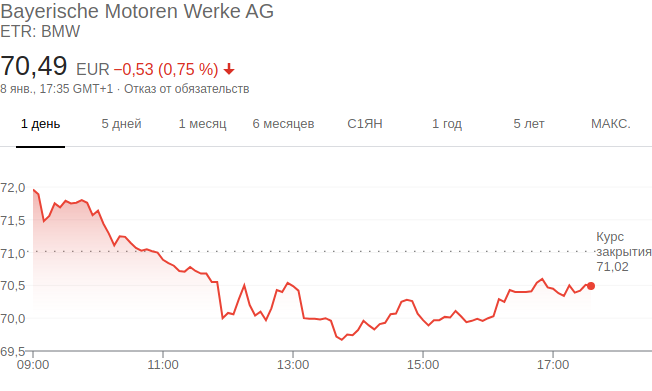 Bayerische Motoren Werke AG
ETR: BMW
70,49 EUR −0,53 (0,75 %)
8 янв., 17:35 GMT+1 · Отказ от обязательств
1 день 5 дней 1 месяц 6 месяцев С1ЯН 1 год 5 лет МАКС.
72,0
71,5
Курс
71,0 закрытия
71,02
70,5
70,0
69,5
09:00 11:00 13:00 15:00 17:00